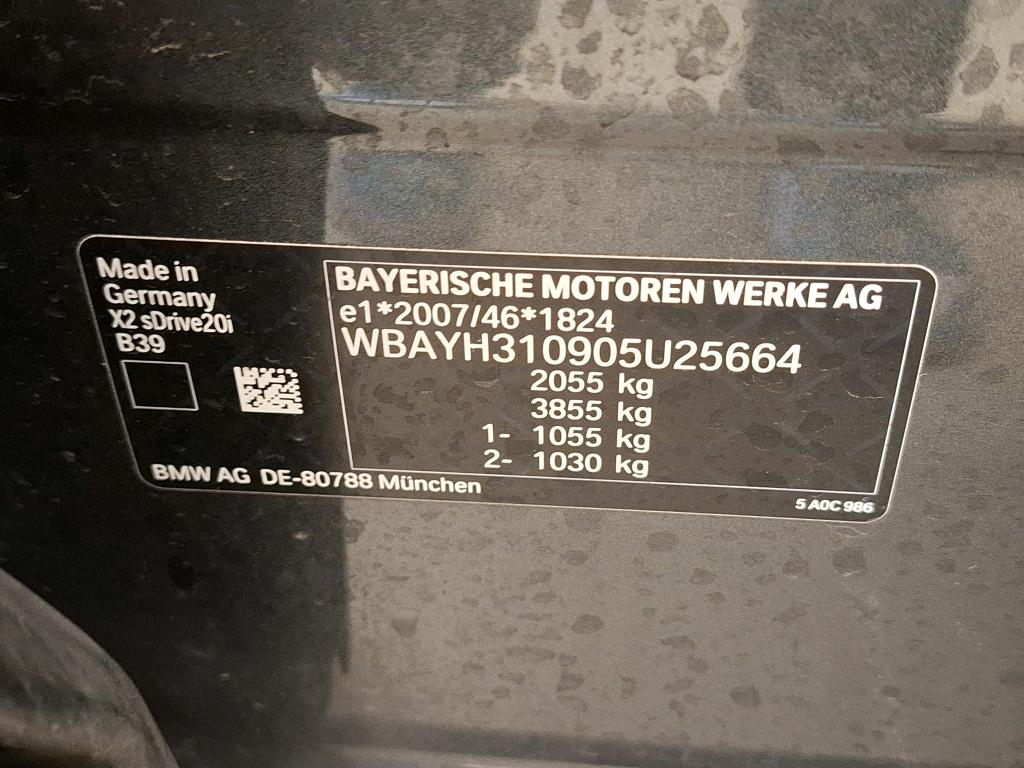 Made in
Germany
X2 sDrive20i
B39
BAYERISCHE MOTOREN WERKE AG
e1*2007/46*1824
WBAYH310905U25664
2055 kg
3855 kg
1- 1055 kg
2- 1030 kg
BMW AG DE-80788 München
5 A0C 986